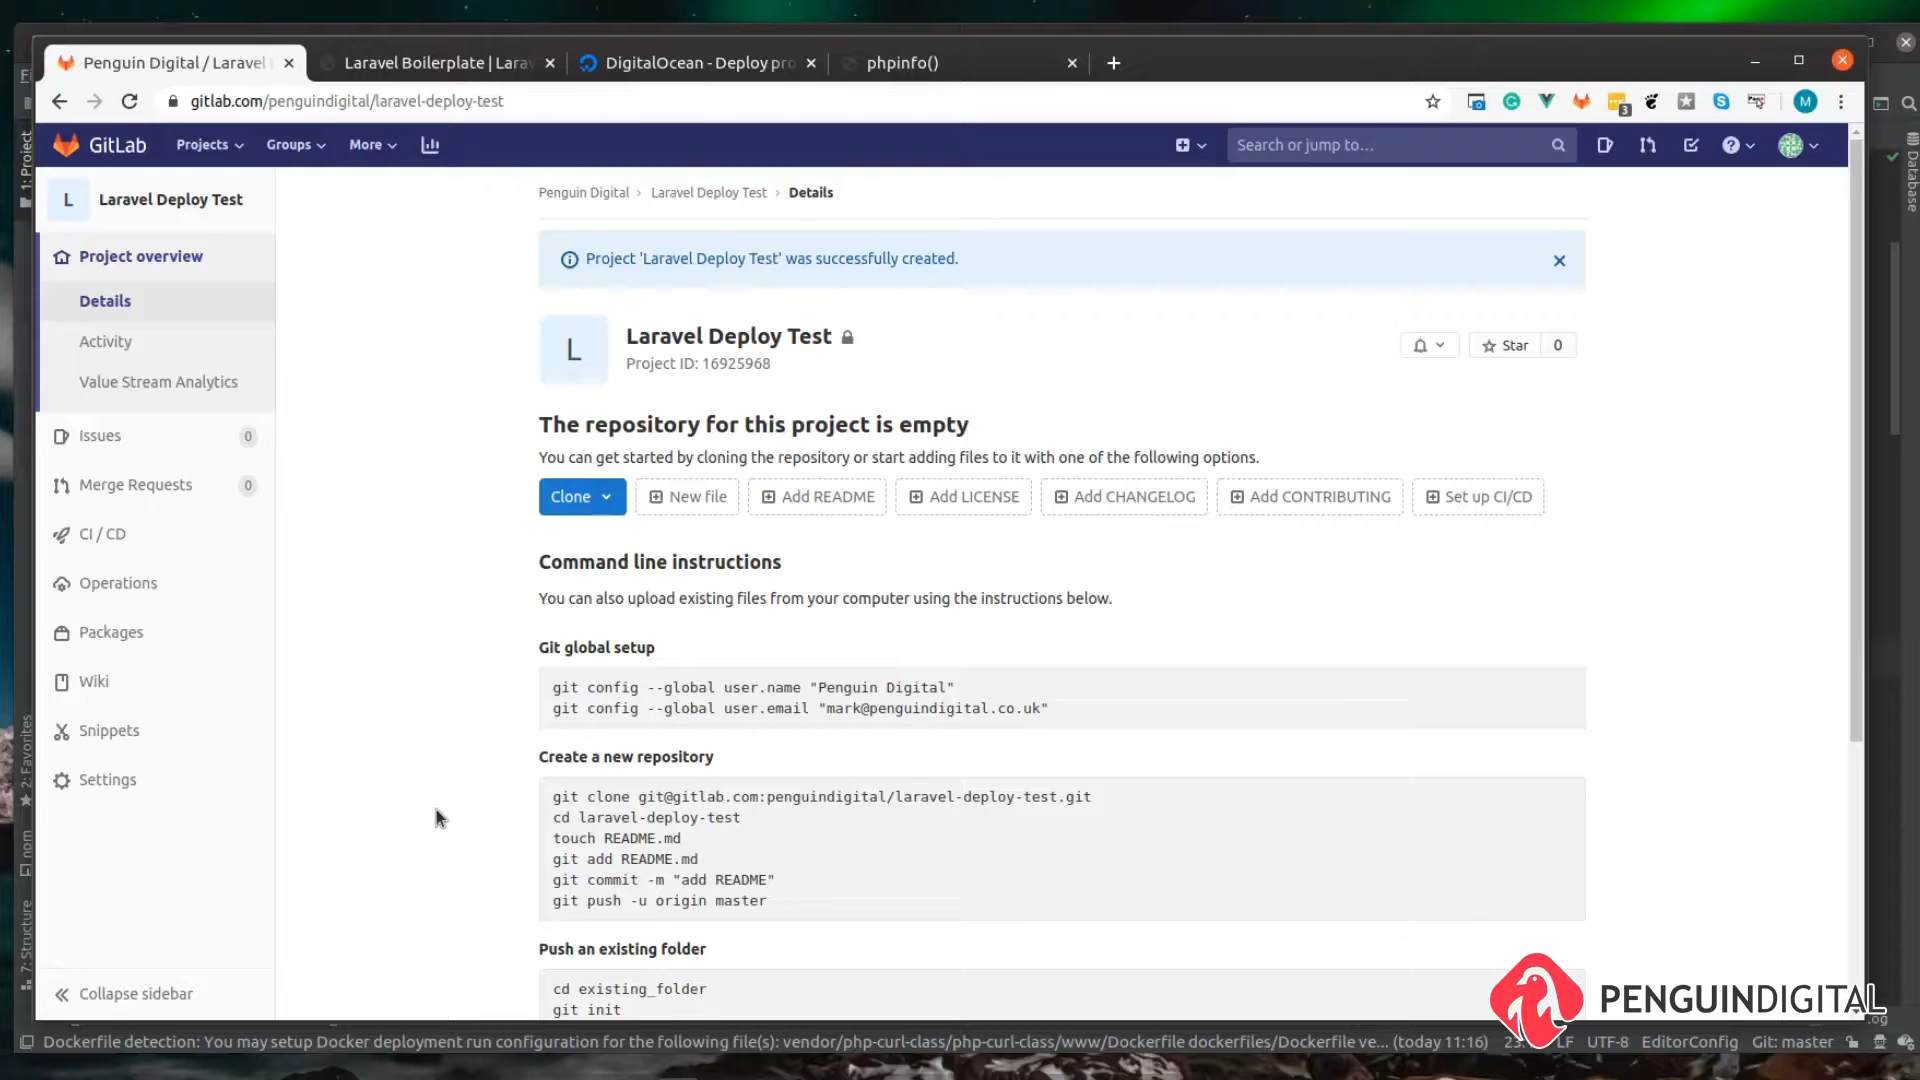 Penguin Digital / Laravel
Laravel Boilerplate | Lara
DigitalOcean - Deploy pro
phpinfo()
gitlab.com/penguindigital/laravel-deploy-test
3
M
GitLab
Projects
Groups
More
Search or jump to...
1: Project
Database
L
Laravel Deploy Test
Project overview
Details
Activity
Value Stream Analytics
Issues
0
Merge Requests
0
CI / CD
Operations
Packages
Wiki
Snippets
Settings
Collapse sidebar
2: Favorites
npm
7: Structure
Penguin Digital › Laravel Deploy Test › Details
Project 'Laravel Deploy Test' was successfully created.
L
Laravel Deploy Test
Project ID: 16925968
Star
0
The repository for this project is empty
You can get started by cloning the repository or start adding files to it with one of the following options.
Clone
New file
Add README
Add LICENSE
Add CHANGELOG
Add CONTRIBUTING
Set up CI/CD
Command line instructions
You can also upload existing files from your computer using the instructions below.
Git global setup
git config --global user.name "Penguin Digital"
git config --global user.email "mark@penguindigital.co.uk"
Create a new repository
git clone git@gitlab.com:penguindigital/laravel-deploy-test.git
cd laravel-deploy-test
touch README.md
git add README.md
git commit -m "add README"
git push -u origin master
Push an existing folder
cd existing_folder
git init
PENGUINDIGITAL
Dockerfile detection: You may setup Docker deployment run configuration for the following file(s): vendor/php-curl-class/php-curl-class/www/Dockerfile dockerfiles/Dockerfile ve... (today 11:16)
LF
UTF-8
EditorConfig
Git: master